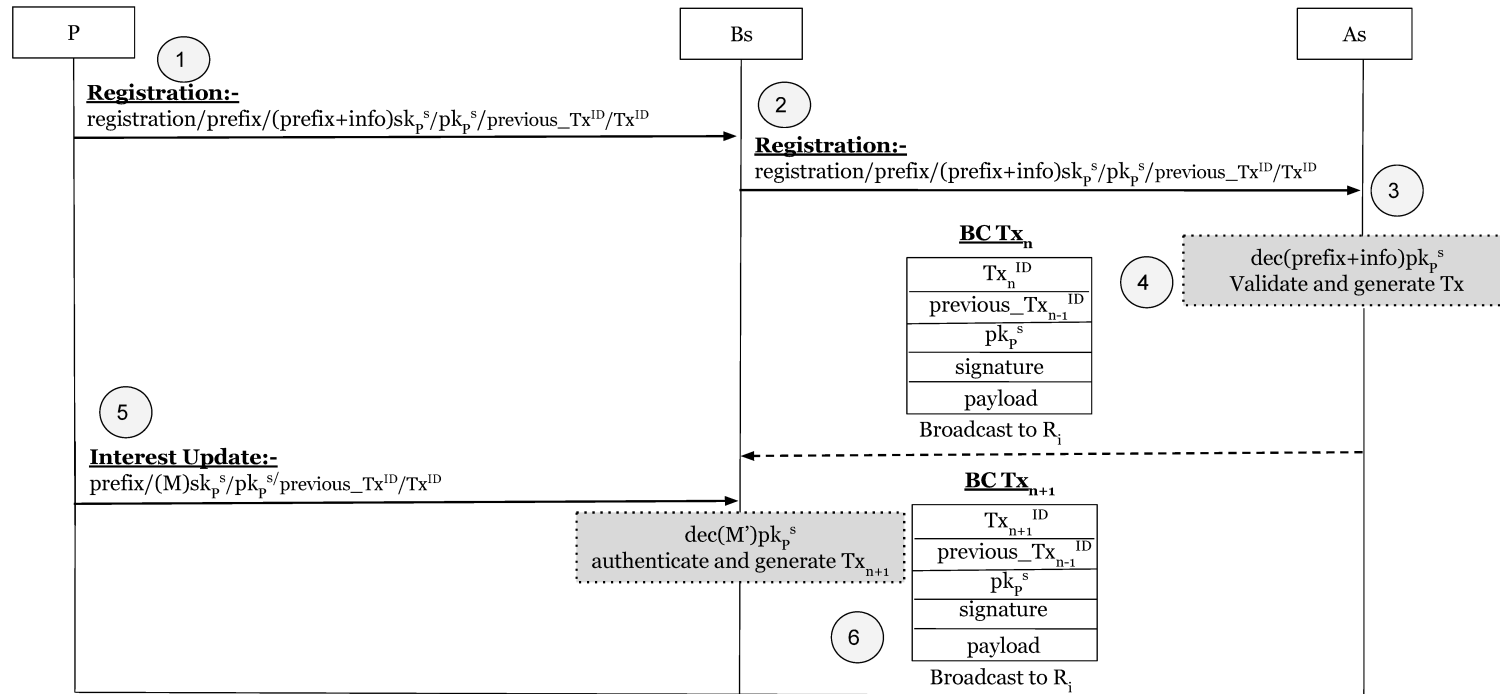 P
Bs
As
1
Registration:-
registration/prefix/(prefix+info)skₚˢ/pkₚˢ/previous_Txᴵᴰ/Txᴵᴰ
2
Registration:-
registration/prefix/(prefix+info)skₚˢ/pkₚˢ/previous_Txᴵᴰ/Txᴵᴰ
3
dec(prefix+info)pkₚˢ
Validate and generate Tx
4
BC Txₙ
Txₙᴵᴰ
previous_Txₙ₋₁ᴵᴰ
pkₚˢ
signature
payload
Broadcast to Rᵢ
5
Interest Update:-
prefix/(M)skₚˢ/pkₚˢ/previous_Txᴵᴰ/Txᴵᴰ
dec(M’)pkₚˢ
authenticate and generate Txₙ₊₁
BC Txₙ₊₁
Txₙ₊₁ᴵᴰ
previous_Txₙ₋₁ᴵᴰ
pkₚˢ
signature
payload
6
Broadcast to Rᵢ